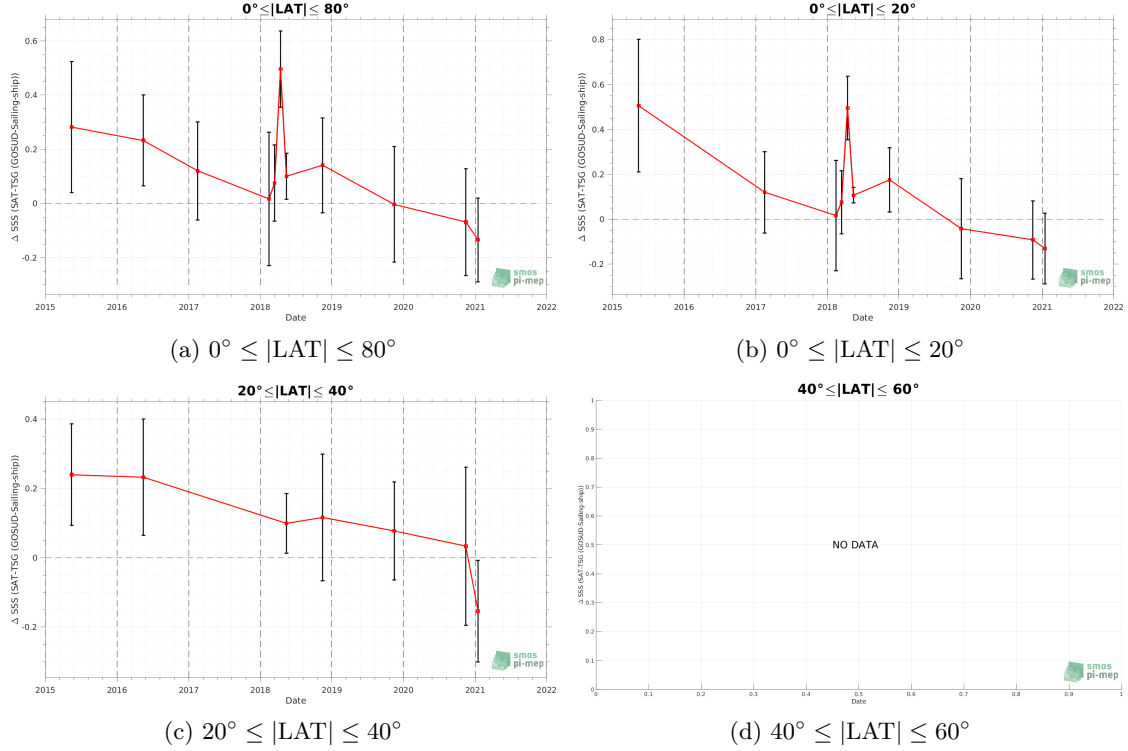 0°≤|LAT|≤ 80°
Δ SSS (SAT-TSG (GOSUD-Sailing-ship))
0.6
0.4
0.2
0
-0.2
2015 2016 2017 2018 2019 2020 2021 2022
Date
smos
pi-mep
(a) 0° ≤ |LAT| ≤ 80°
0°≤|LAT|≤ 20°
Δ SSS (SAT-TSG (GOSUD-Sailing-ship))
0.8
0.6
0.4
0.2
0
-0.2
2015 2016 2017 2018 2019 2020 2021 2022
Date
smos
pi-mep
(b) 0° ≤ |LAT| ≤ 20°
20°≤|LAT|≤ 40°
Δ SSS (SAT-TSG (GOSUD-Sailing-ship))
0.4
0.2
0
-0.2
2015 2016 2017 2018 2019 2020 2021 2022
Date
smos
pi-mep
(c) 20° ≤ |LAT| ≤ 40°
40°≤|LAT|≤ 60°
Δ SSS (SAT-TSG (GOSUD-Sailing-ship))
1
0.9
0.8
0.7
0.6
0.5
0.4
0.3
0.2
0.1
0
NO DATA
0 0.1 0.2 0.3 0.4 0.5 0.6 0.7 0.8 0.9 1
Date
smos
pi-mep
(d) 40° ≤ |LAT| ≤ 60°